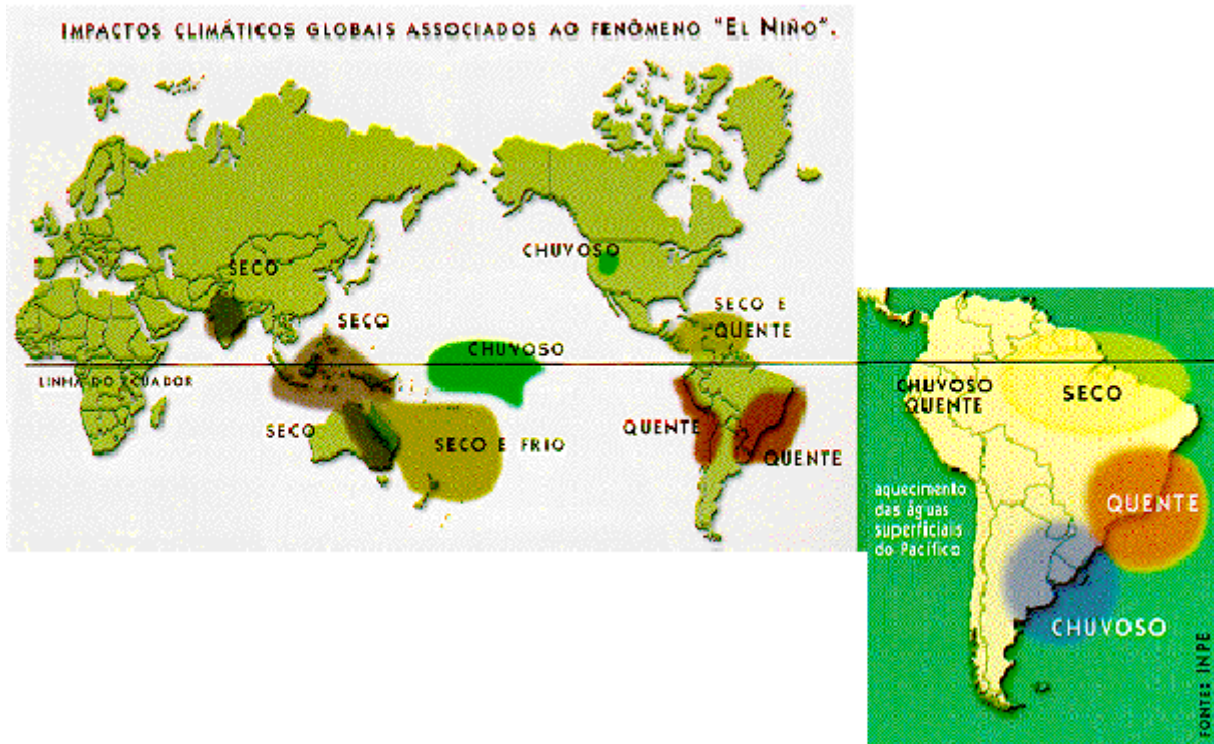 IMPACTOS CLIMÁTICOS GLOBAIS ASSOCIADOS AO FENÔMENO "EL NIÑO".
CHUVOSO
SECO
SECO E
QUENTE
SECO
CHUVOSO
LINHA DO ECUADOR
QUENTE
SECO
SECO E FRIO
QUENTE
CHUVOSO
QUENTE
SECO
aquecimento
das águas
superficiais
do Pacífico
QUENTE
CHUVOSO
FONTE: INPE